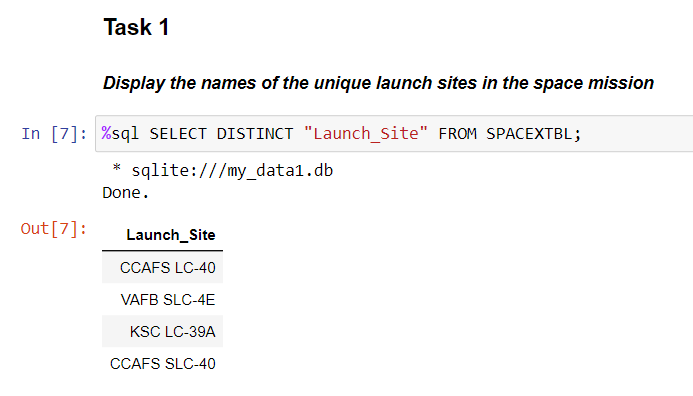 Task 1
Display the names of the unique launch sites in the space mission
In [7]: %sql SELECT DISTINCT "Launch_Site" FROM SPACEXTBL;
* sqlite:///my_data1.db
Done.
Out[7]:
Launch_Site
CCAFS LC-40
VAFB SLC-4E
KSC LC-39A
CCAFS SLC-40